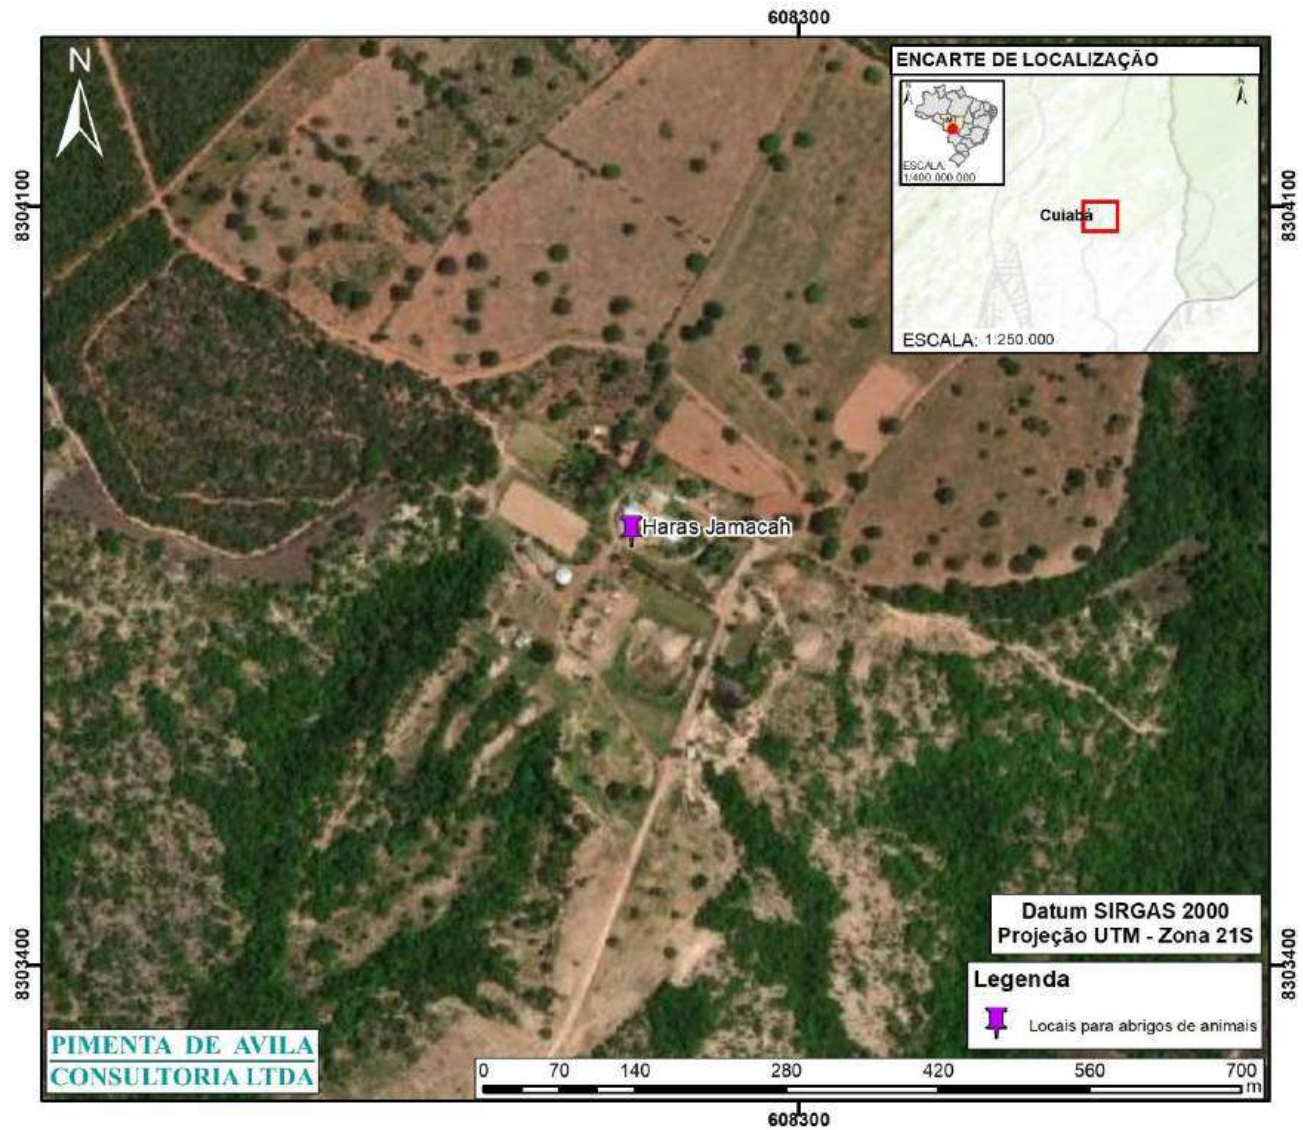 608300
N
ENCARTE DE LOCALIZAÇÃO
N
N
MT
ESCALA:
1/400.000.000
Cuiabá
ESCALA: 1:250.000
8304100
8304100
Haras Jamacah
Datum SIRGAS 2000
Projeção UTM - Zona 21S
8303400
8303400
Legenda
Locais para abrigos de animais
PIMENTA DE AVILA
CONSULTORIA LTDA
0 70 140 280 420 560 700
m
608300